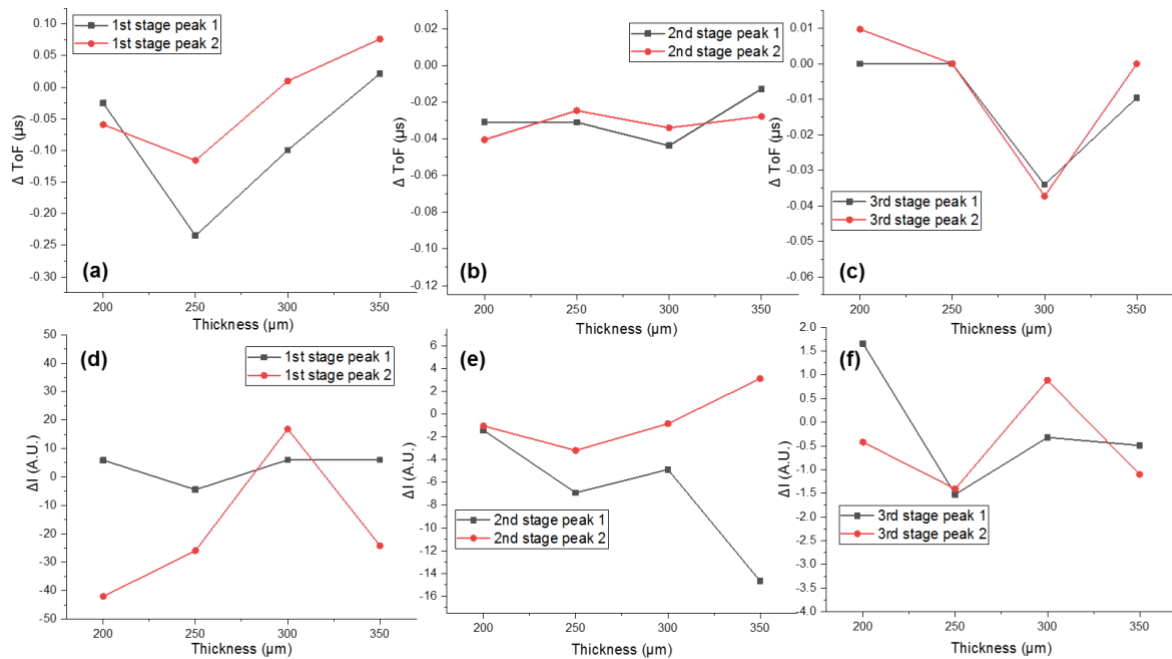 0.10
0.05
0.00
-0.05
-0.10
-0.15
-0.20
-0.25
-0.30
Δ ToF (µs)
1st stage peak 1
1st stage peak 2
(a)
200 250 300 350
Thickness (µm)
0.02
0.00
-0.02
-0.04
-0.06
-0.08
-0.10
-0.12
Δ ToF (µs)
2nd stage peak 1
2nd stage peak 2
(b)
200 250 300 350
Thickness (µm)
0.01
0.00
-0.01
-0.02
-0.03
-0.04
-0.05
-0.06
Δ ToF (µs)
3rd stage peak 1
3rd stage peak 2
(c)
200 250 300 350
Thickness (µm)
50
40
30
20
10
0
-10
-20
-30
-40
-50
ΔI (A.U.)
(d)
1st stage peak 1
1st stage peak 2
200 250 300 350
Thickness (µm)
6
4
2
0
-2
-4
-6
-8
-10
-12
-14
-16
ΔI (A.U.)
(e)
2nd stage peak 1
2nd stage peak 2
200 250 300 350
Thickness (µm)
2.0
1.5
1.0
0.5
0.0
-0.5
-1.0
-1.5
-2.0
-2.5
-3.0
-3.5
4.0
ΔI (A.U.)
(f)
3rd stage peak 1
3rd stage peak 2
200 250 300 350
Thickness (µm)